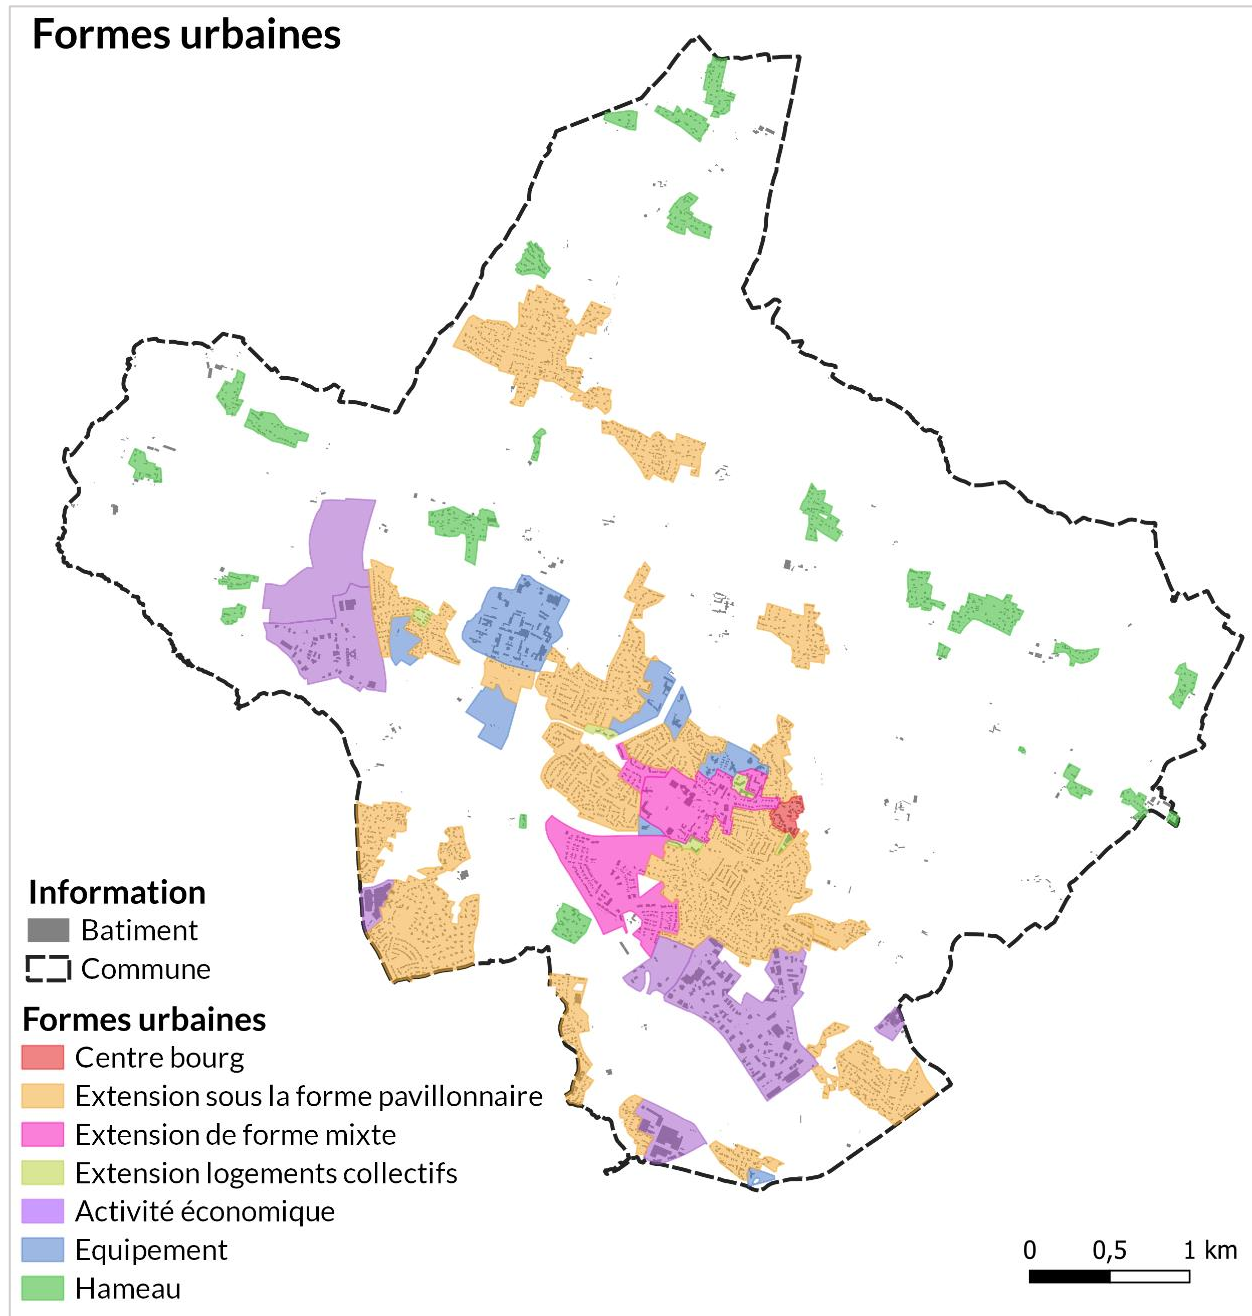 Formes urbaines
Information
Batiment
Commune
Formes urbaines
Centre bourg
Extension sous la forme pavillonnaire
Extension de forme mixte
Extension logements collectifs
Activité économique
Equipement
Hameau
0 0,5 1 km